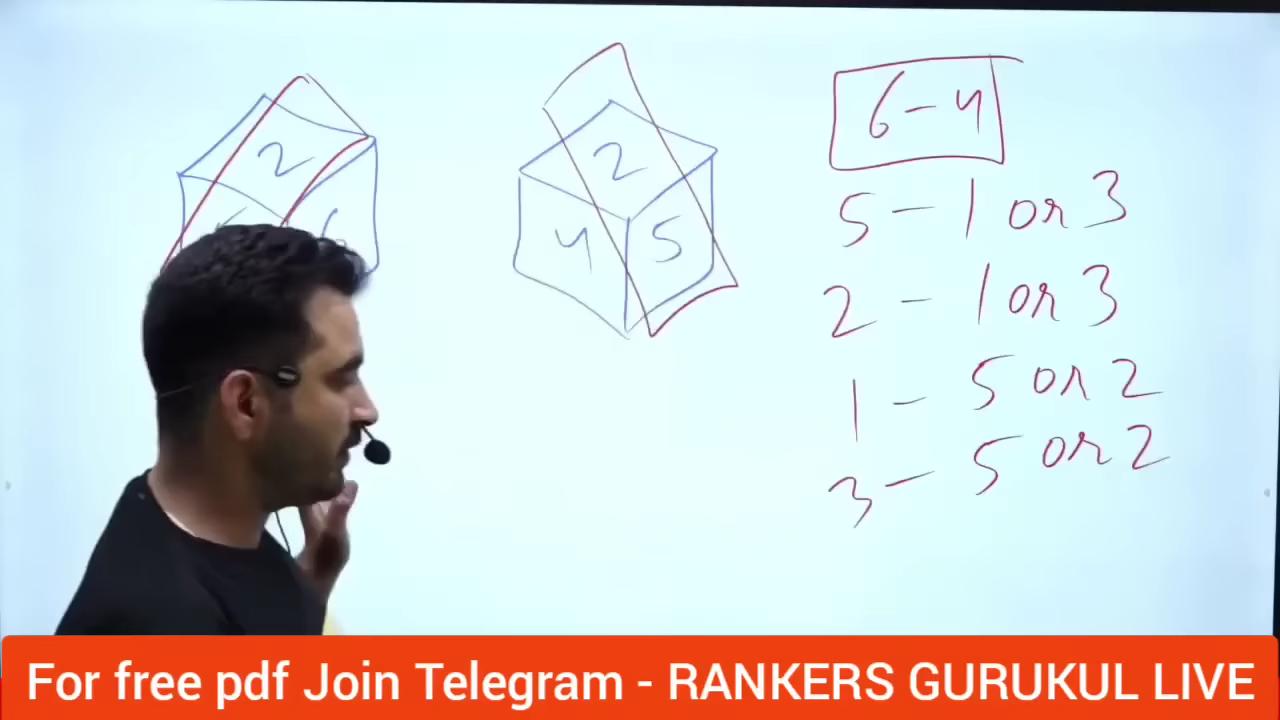 2
2
4 5
6 - 4
5 - 1 or 3
2 - 1 or 3
1 - 5 or 2
3 - 5 or 2
For free pdf Join Telegram - RANKERS GURUKUL LIVE